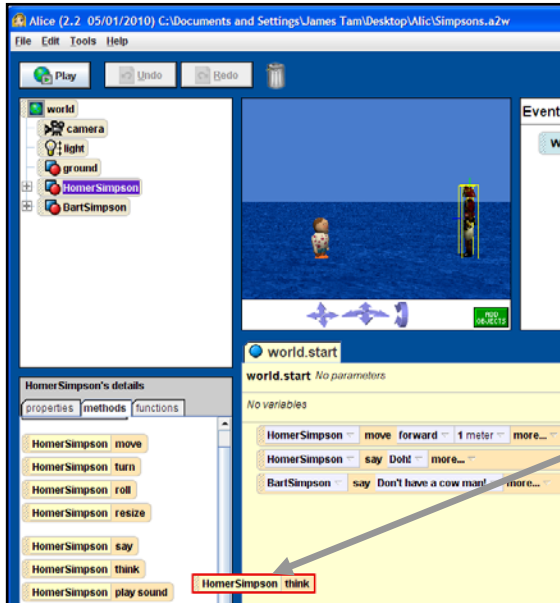 Alice (2.2 05/01/2010) C:\Documents and Settings\James Tam\Desktop\Alic\Simpsons.a2w
File Edit Tools Help
Play Undo Redo
world
camera
light
ground
HomerSimpson
BartSimpson
Event
W
ADD OBJECTS
world.start
world.start No parameters
No variables
HomerSimpson move forward 1 meter more...
HomerSimpson say Doh! more...
BartSimpson say Don't have a cow man! more...
HomerSimpson's details
properties methods functions
HomerSimpson move
HomerSimpson turn
HomerSimpson roll
HomerSimpson resize
HomerSimpson say
HomerSimpson think
HomerSimpson play sound
HomerSimpson think